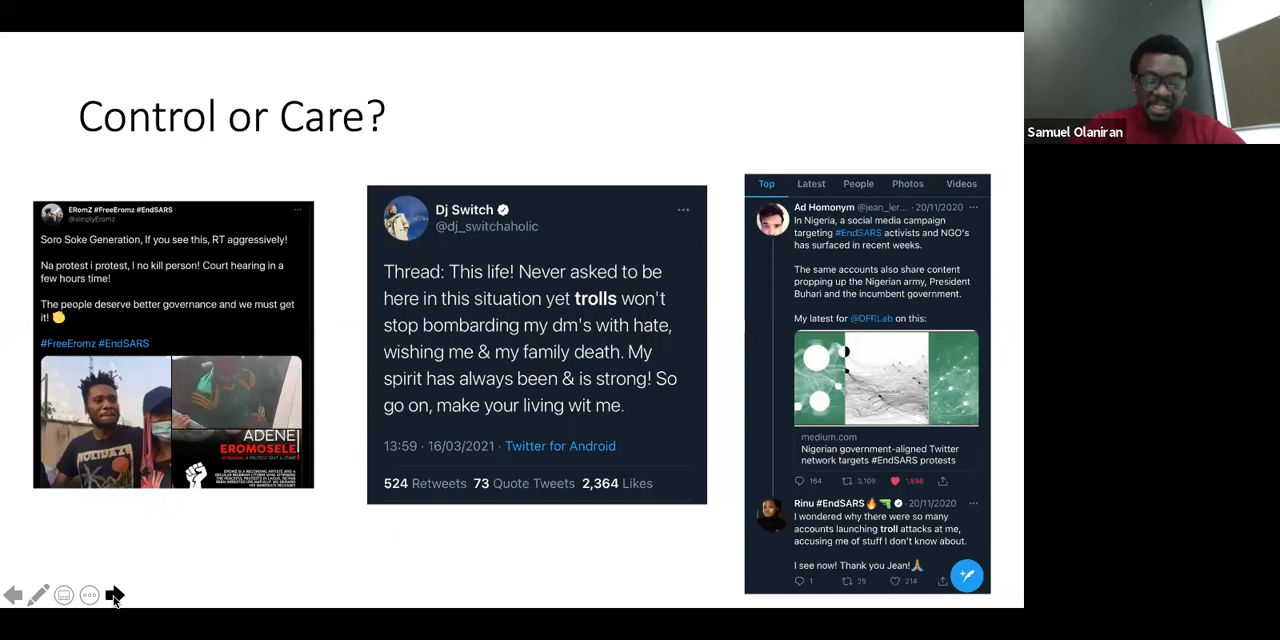 Control or Care?
ERomZ #FreeEromz #EndSARS
@simplyEromz
Soro Soke Generation, If you see this, RT aggressively!
Na protest i protest, I no kill person! Court hearing in a
few hours time!
The people deserve better governance and we must get
it! ✊
#FreeEromz #EndSARS
ADENE
EROMOSELE
Dj Switch
@dj_switchaholic
Thread: This life! Never asked to be
here in this situation yet trolls won't
stop bombarding my dm's with hate,
wishing me & my family death. My
spirit has always been & is strong! So
go on, make your living wit me.
13:59 · 16/03/2021 · Twitter for Android
524 Retweets 73 Quote Tweets 2,364 Likes
Top Latest People Photos Videos
Ad Homonym @jean_ler... · 20/11/2020
In Nigeria, a social media campaign
targeting #EndSARS activists and NGO's
has surfaced in recent weeks.
The same accounts also share content
propping up the Nigerian army, President
Buhari and the incumbent government.
My latest for @DFRLab on this:
medium.com
Nigerian government-aligned Twitter
network targets #EndSARS protests
164 3,109 1,898
Rinu #EndSARS🔥🔫 · 20/11/2020
I wondered why there were so many
accounts launching troll attacks at me,
accusing me of stuff I don't know about.
I see now! Thank you Jean!🙏🏾
1 29 214
Samuel Olaniran